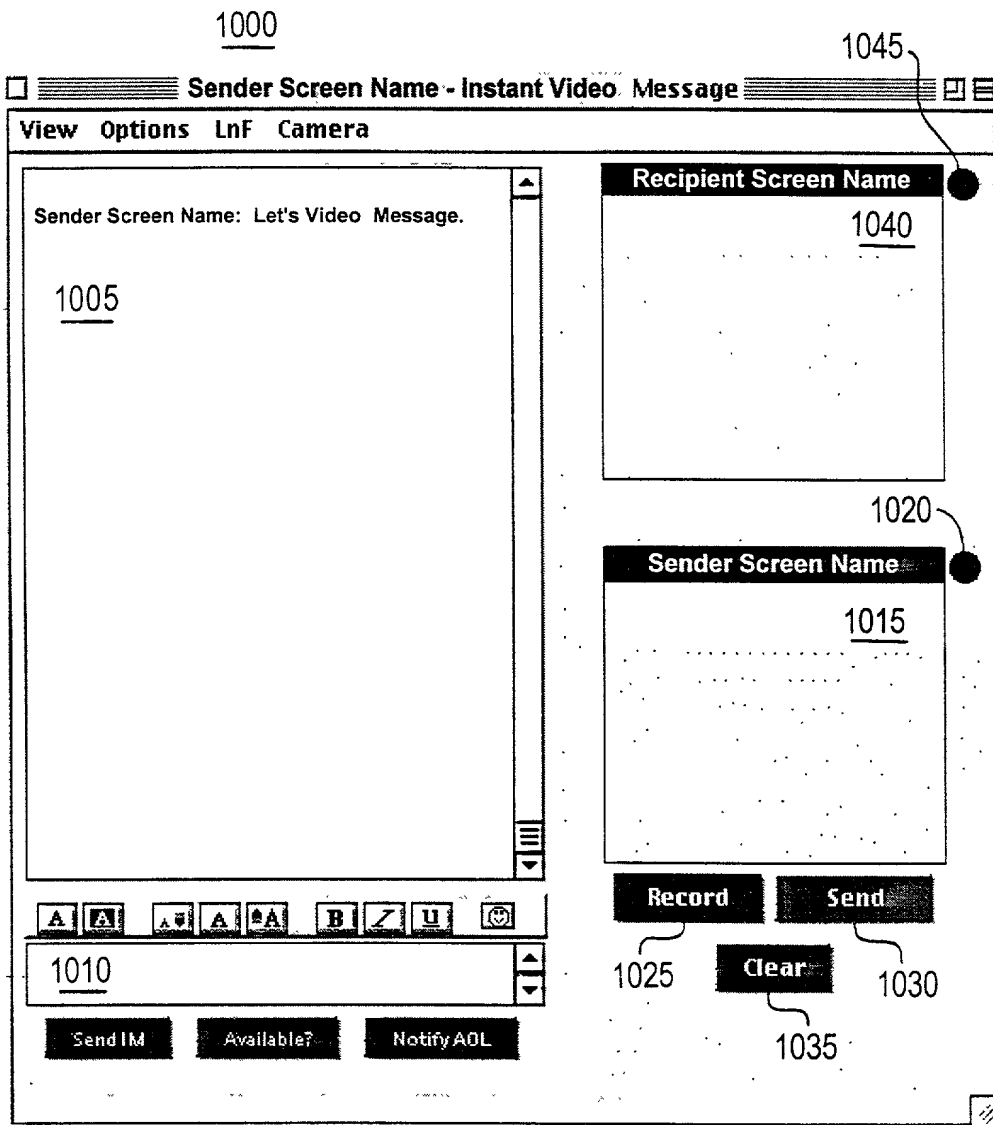 1000
1045
Sender Screen Name - Instant Video Message
View Options LnF Camera
Sender Screen Name: Let's Video Message.
1005
Recipient Screen Name
1040
1020
Sender Screen Name
1015
A A A A A B I U
1010
Record Send
1025 Clear 1030
1035
Send IM Available? Notify AOL